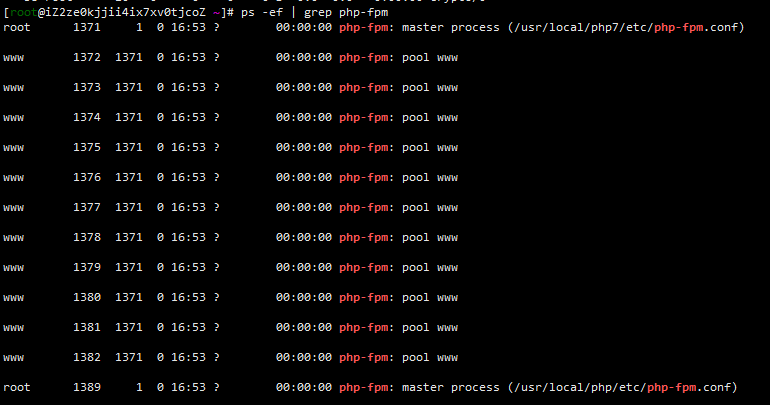 [root@iZ2ze0kjjii4ix7xv0tjcoZ ~]# ps -ef | grep php-fpm
root 1371 1 0 16:53 ? 00:00:00 php-fpm: master process (/usr/local/php7/etc/php-fpm.conf)
www 1372 1371 0 16:53 ? 00:00:00 php-fpm: pool www
www 1373 1371 0 16:53 ? 00:00:00 php-fpm: pool www
www 1374 1371 0 16:53 ? 00:00:00 php-fpm: pool www
www 1375 1371 0 16:53 ? 00:00:00 php-fpm: pool www
www 1376 1371 0 16:53 ? 00:00:00 php-fpm: pool www
www 1377 1371 0 16:53 ? 00:00:00 php-fpm: pool www
www 1378 1371 0 16:53 ? 00:00:00 php-fpm: pool www
www 1379 1371 0 16:53 ? 00:00:00 php-fpm: pool www
www 1380 1371 0 16:53 ? 00:00:00 php-fpm: pool www
www 1381 1371 0 16:53 ? 00:00:00 php-fpm: pool www
www 1382 1371 0 16:53 ? 00:00:00 php-fpm: pool www
root 1389 1 0 16:53 ? 00:00:00 php-fpm: master process (/usr/local/php/etc/php-fpm.conf)